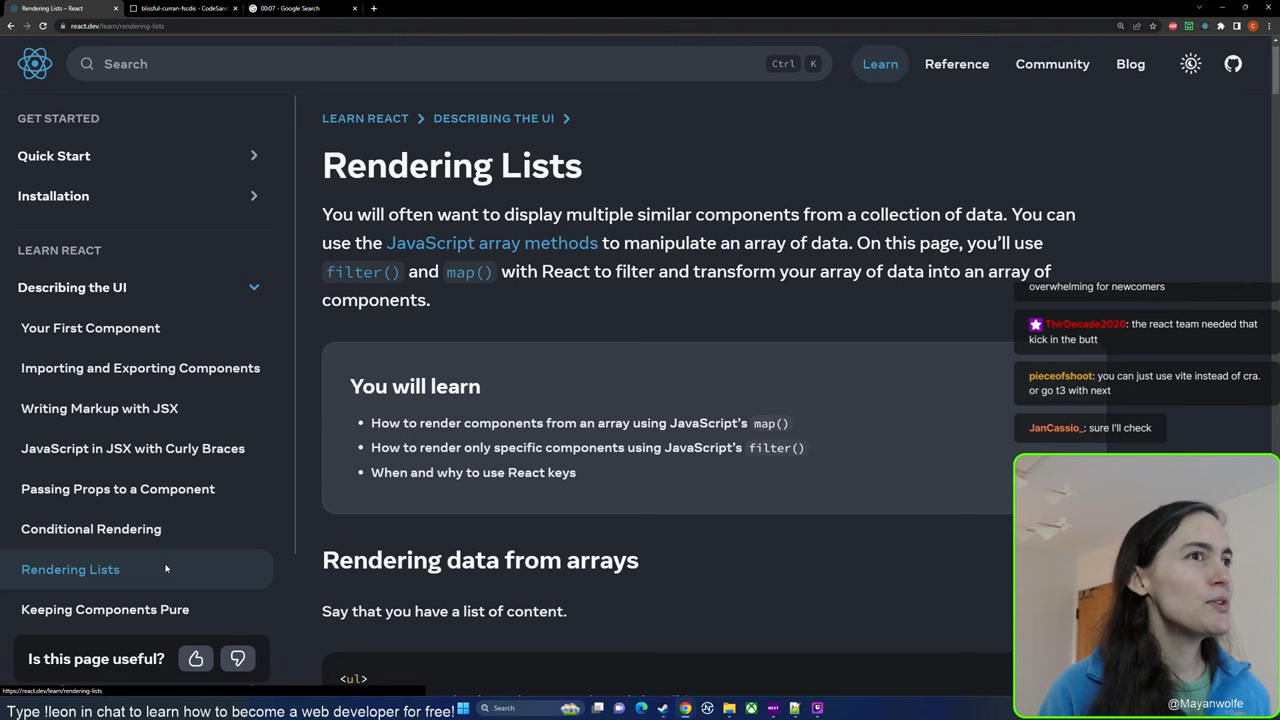 Rendering Lists – React
blissful-curran-fscdis - CodeSan
00:07 - Google Search
react.dev/learn/rendering-lists
Search
Ctrl K
Learn
Reference
Community
Blog
GET STARTED
Quick Start
Installation
LEARN REACT
Describing the UI
Your First Component
Importing and Exporting Components
Writing Markup with JSX
JavaScript in JSX with Curly Braces
Passing Props to a Component
Conditional Rendering
Rendering Lists
Keeping Components Pure
Is this page useful?
https://react.dev/learn/rendering-lists
LEARN REACT > DESCRIBING THE UI >
Rendering Lists
You will often want to display multiple similar components from a collection of data. You can
use the JavaScript array methods to manipulate an array of data. On this page, you’ll use
filter() and map() with React to filter and transform your array of data into an array of
components.
You will learn
• How to render components from an array using JavaScript’s map()
• How to render only specific components using JavaScript’s filter()
• When and why to use React keys
Rendering data from arrays
Say that you have a list of content.
<ul>
overwhelming for newcomers
ThirDecade2020: the react team needed that
kick in the butt
pieceofshoot: you can just use vite instead of cra.
or go t3 with next
JanCassio_: sure I'll check
@Mayanwolfe
Type !leon in chat to learn how to become a web developer for free!
Search